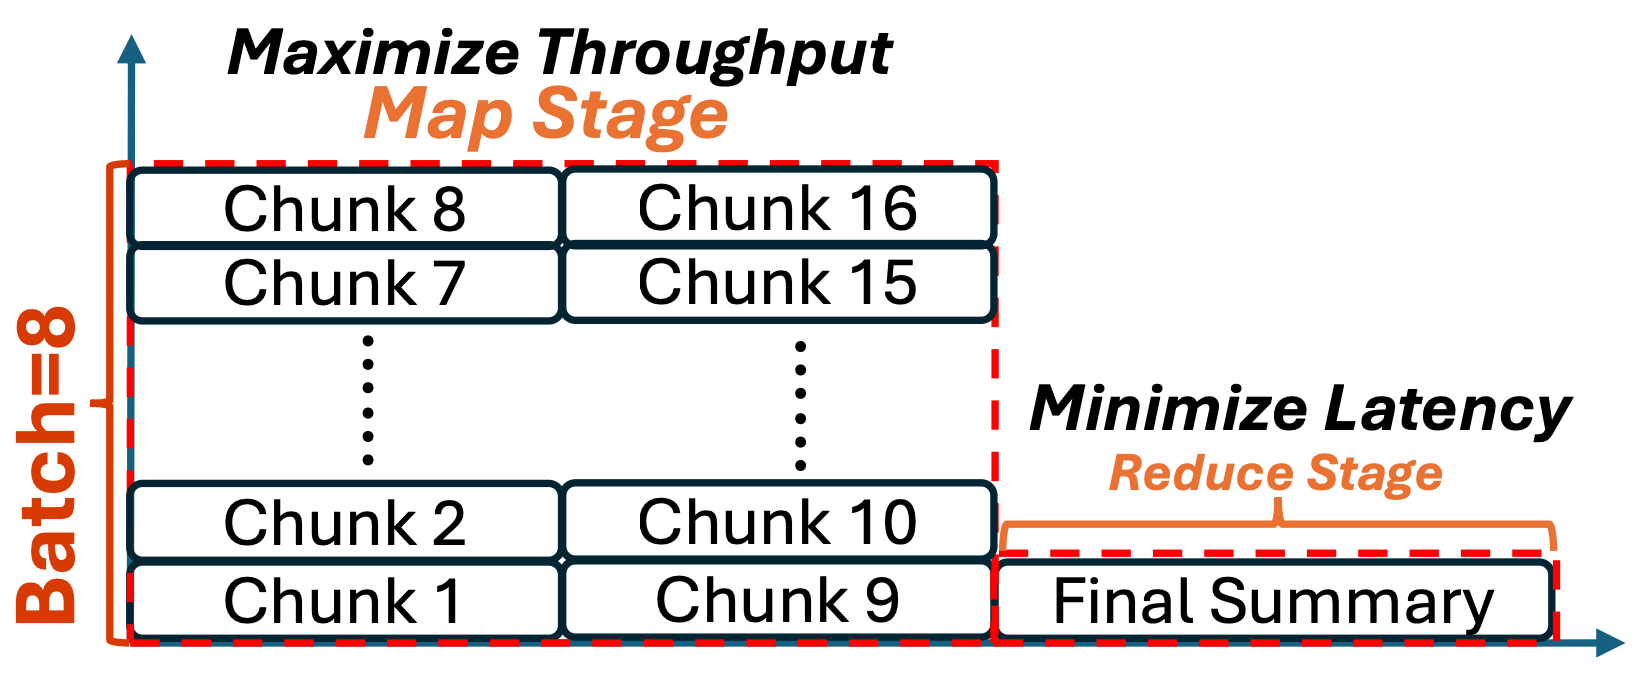 Maximize Throughput
Map Stage
Chunk 8
Chunk 16
Chunk 7
Chunk 15
Batch=8
Minimize Latency
Reduce Stage
Chunk 2
Chunk 10
Chunk 1
Chunk 9
Final Summary